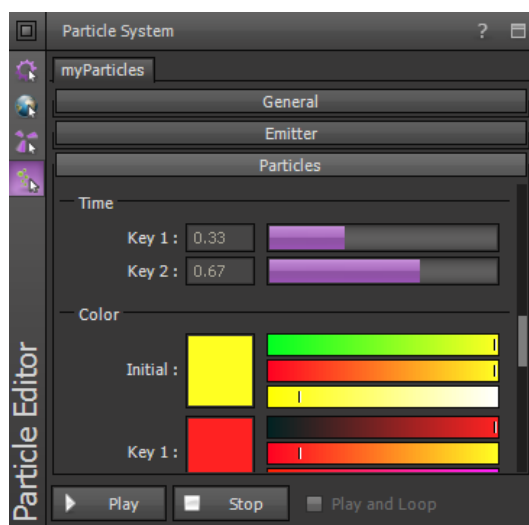 Particle System
?
myParticles
General
Emitter
Particles
Time
Key 1 : 0.33
Key 2 : 0.67
Color
Initial :
Key 1 :
Particle Editor
Play Stop Play and Loop